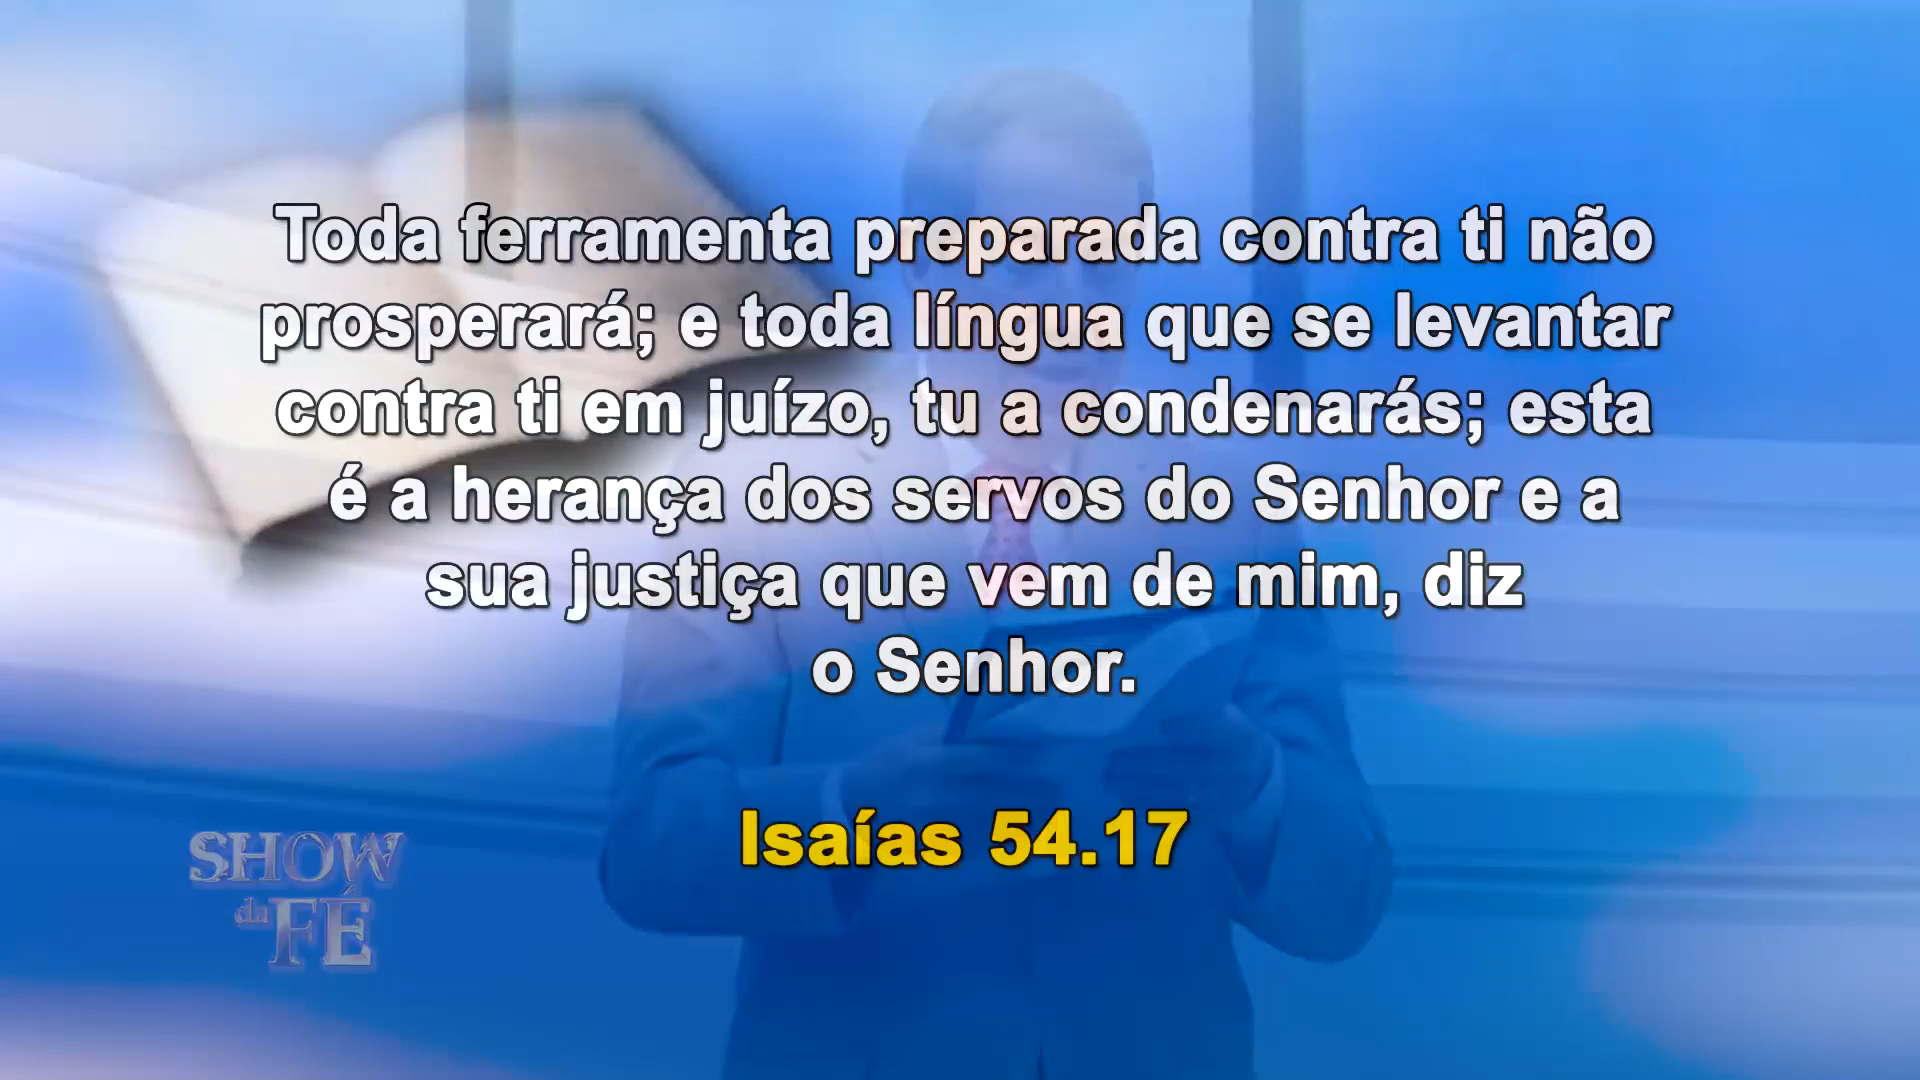 Toda ferramenta preparada contra ti não
prosperará; e toda língua que se levantar
contra ti em juízo, tu a condenarás; esta
é a herança dos servos do Senhor e a
sua justiça que vem de mim, diz
o Senhor.
Isaías 54.17
SHOW
da FÉ